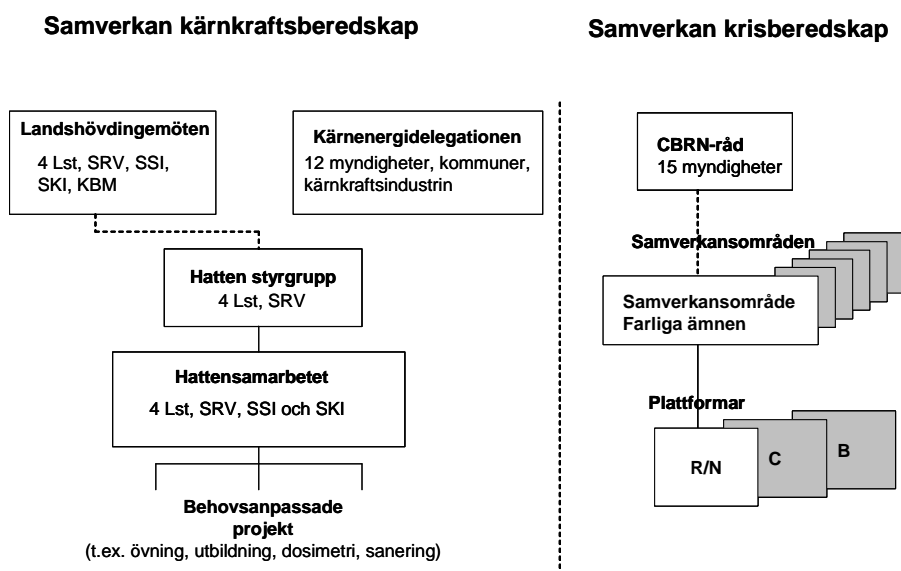 Samverkan kärnkraftsberedskap
Landshövdingemöten
4 Lst, SRV, SSI,
SKI, KBM
Kärnenergidelegationen
12 myndigheter, kommuner,
kärnkraftsindustrin
Hatten styrgrupp
4 Lst, SRV
Hattensamarbetet
4 Lst, SRV, SSI och SKI
Behovsanpassade
projekt
(t.ex. övning, utbildning, dosimetri, sanering)
Samverkan krisberedskap
CBRN-råd
15 myndigheter
Samverkansområden
Samverkansområde
Farliga ämnen
Plattformar
R/N
C
B